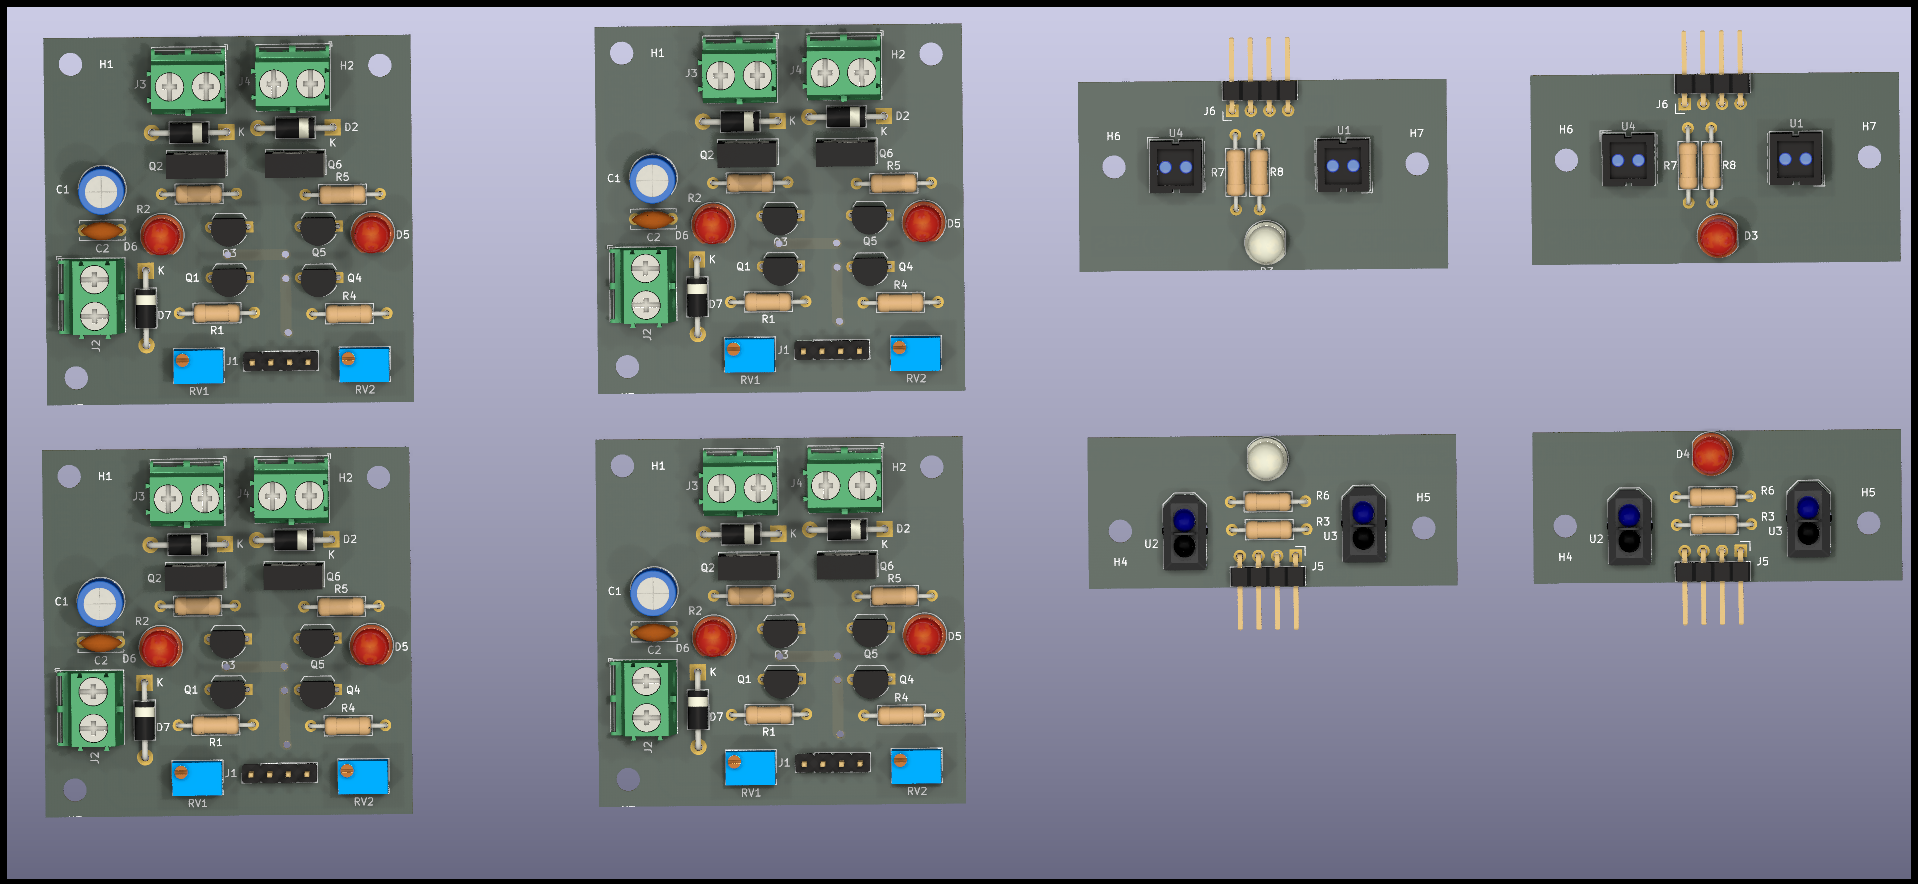 H1
H2
J3
J4
K
D2
K
Q2
Q6
R5
C1
R2
D6
C2
Q3
Q5
D5
K
Q1
Q4
D7
R4
R1
J2
J1
RV1
RV2
H1
H2
J3
J4
K
D2
K
Q2
Q6
R5
C1
R2
D6
C2
Q3
Q5
D5
K
Q1
Q4
D7
R4
R1
J2
J1
RV1
RV2
J6
H6
U4
U1
H7
R7
R8
J6
H6
U4
U1
H7
R7
R8
D3
H1
H2
J3
J4
K
D2
K
Q2
Q6
R5
C1
R2
D6
C2
Q3
Q5
D5
K
Q1
Q4
D7
R4
R1
J2
J1
RV1
RV2
H1
H2
J3
J4
K
D2
K
Q2
Q6
R5
C1
R2
D6
C2
Q3
Q5
D5
K
Q1
Q4
D7
R4
R1
J2
J1
RV1
RV2
R6
H5
R3
U3
U2
H4
J5
D4
R6
H5
R3
U3
U2
H4
J5